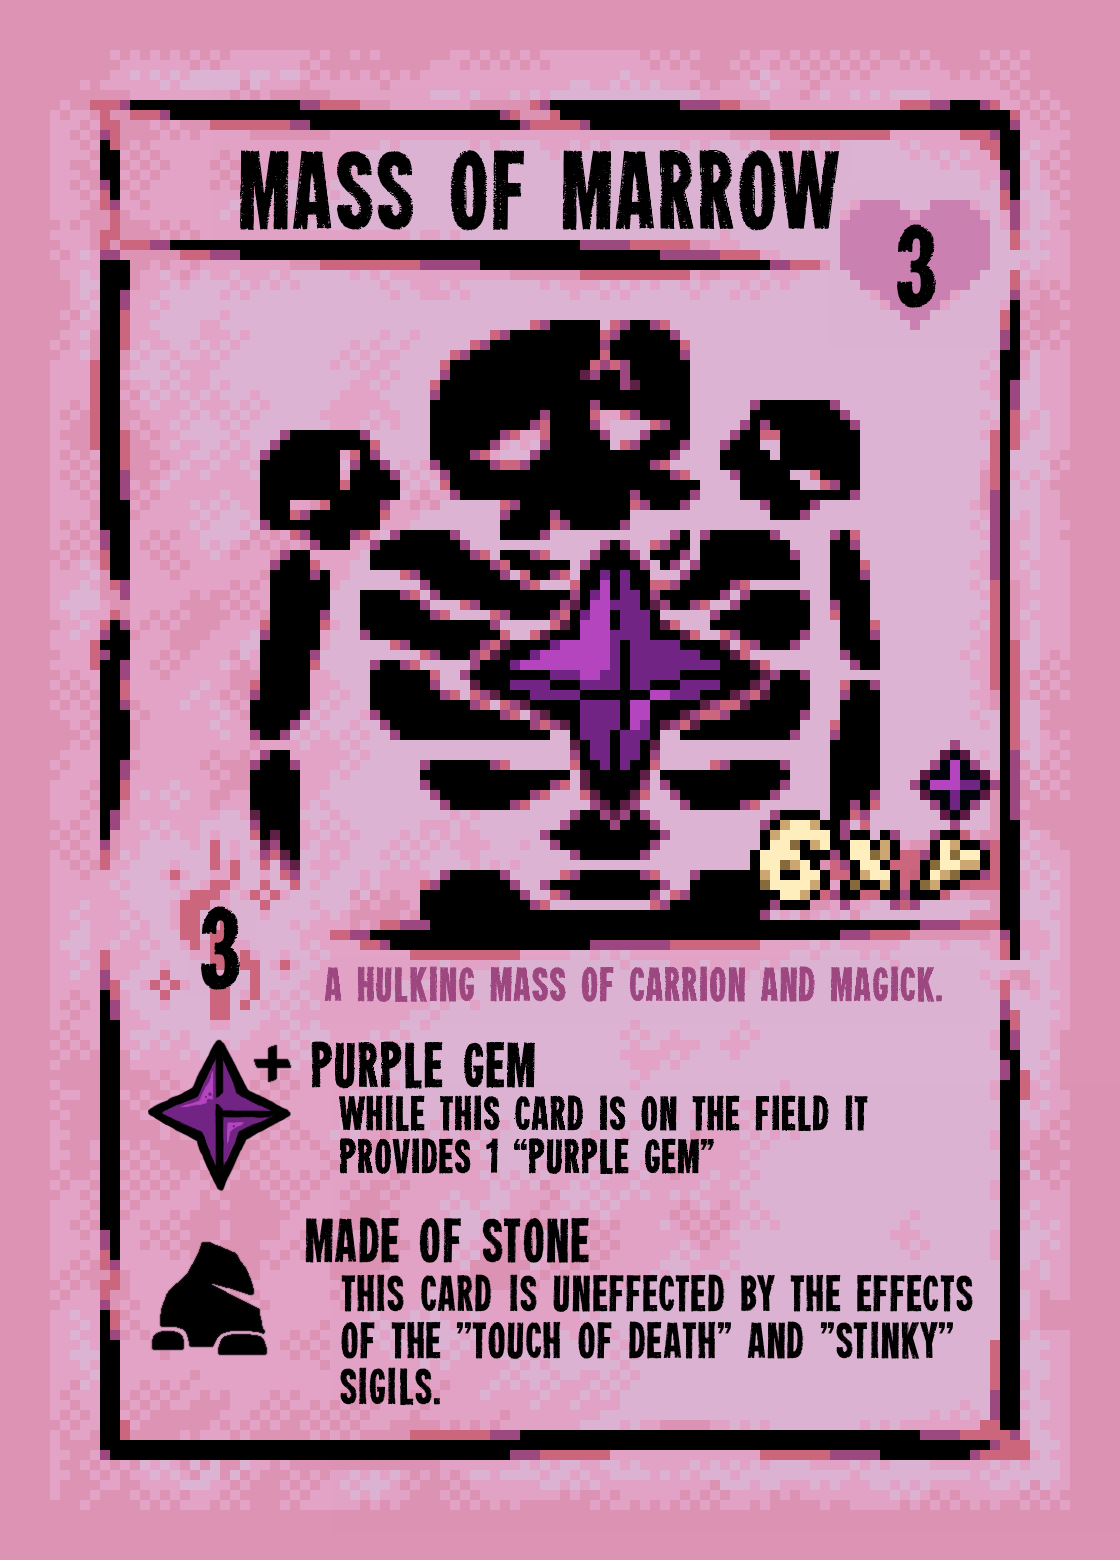 MASS OF MARROW
3
6X
3
A HULKING MASS OF CARRION AND MAGICK.
+ PURPLE GEM
WHILE THIS CARD IS ON THE FIELD IT
PROVIDES 1 “PURPLE GEM”
MADE OF STONE
THIS CARD IS UNEFFECTED BY THE EFFECTS
OF THE ”TOUCH OF DEATH” AND ”STINKY”
SIGILS.